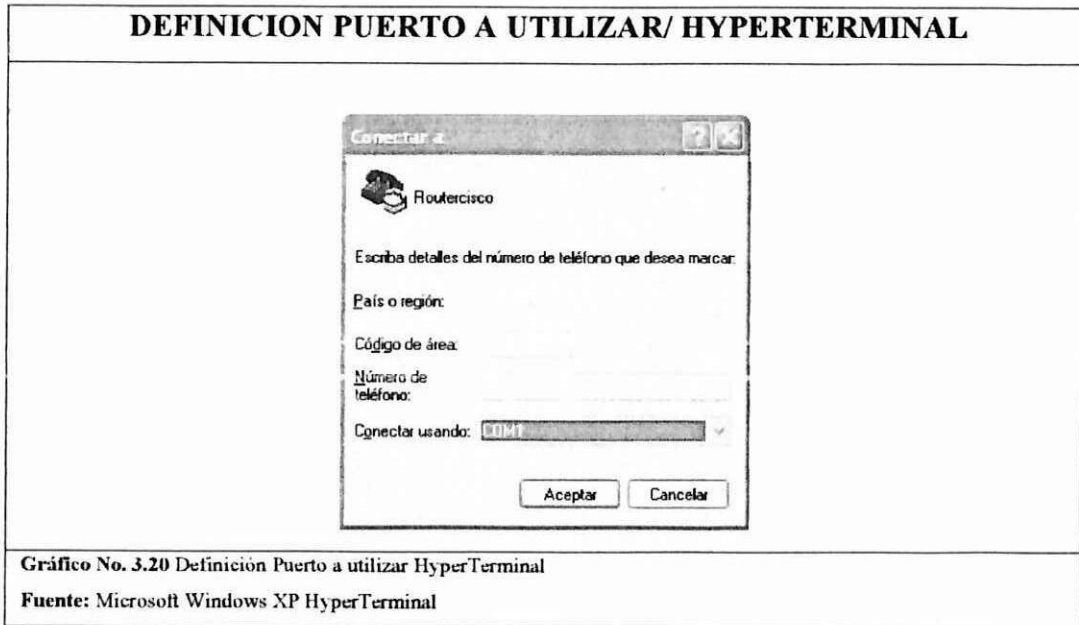 DEFINICION PUERTO A UTILIZAR/ HYPERTERMINAL
Conectar a
Routercisco
Escriba detalles del número de teléfono que desea marcar:
País o región:
Código de área:
Número de
teléfono:
Conectar usando: COM1
Aceptar
Cancelar
Gráfico No. 3.20 Definición Puerto a utilizar HyperTerminal
Fuente: Microsoft Windows XP HyperTerminal